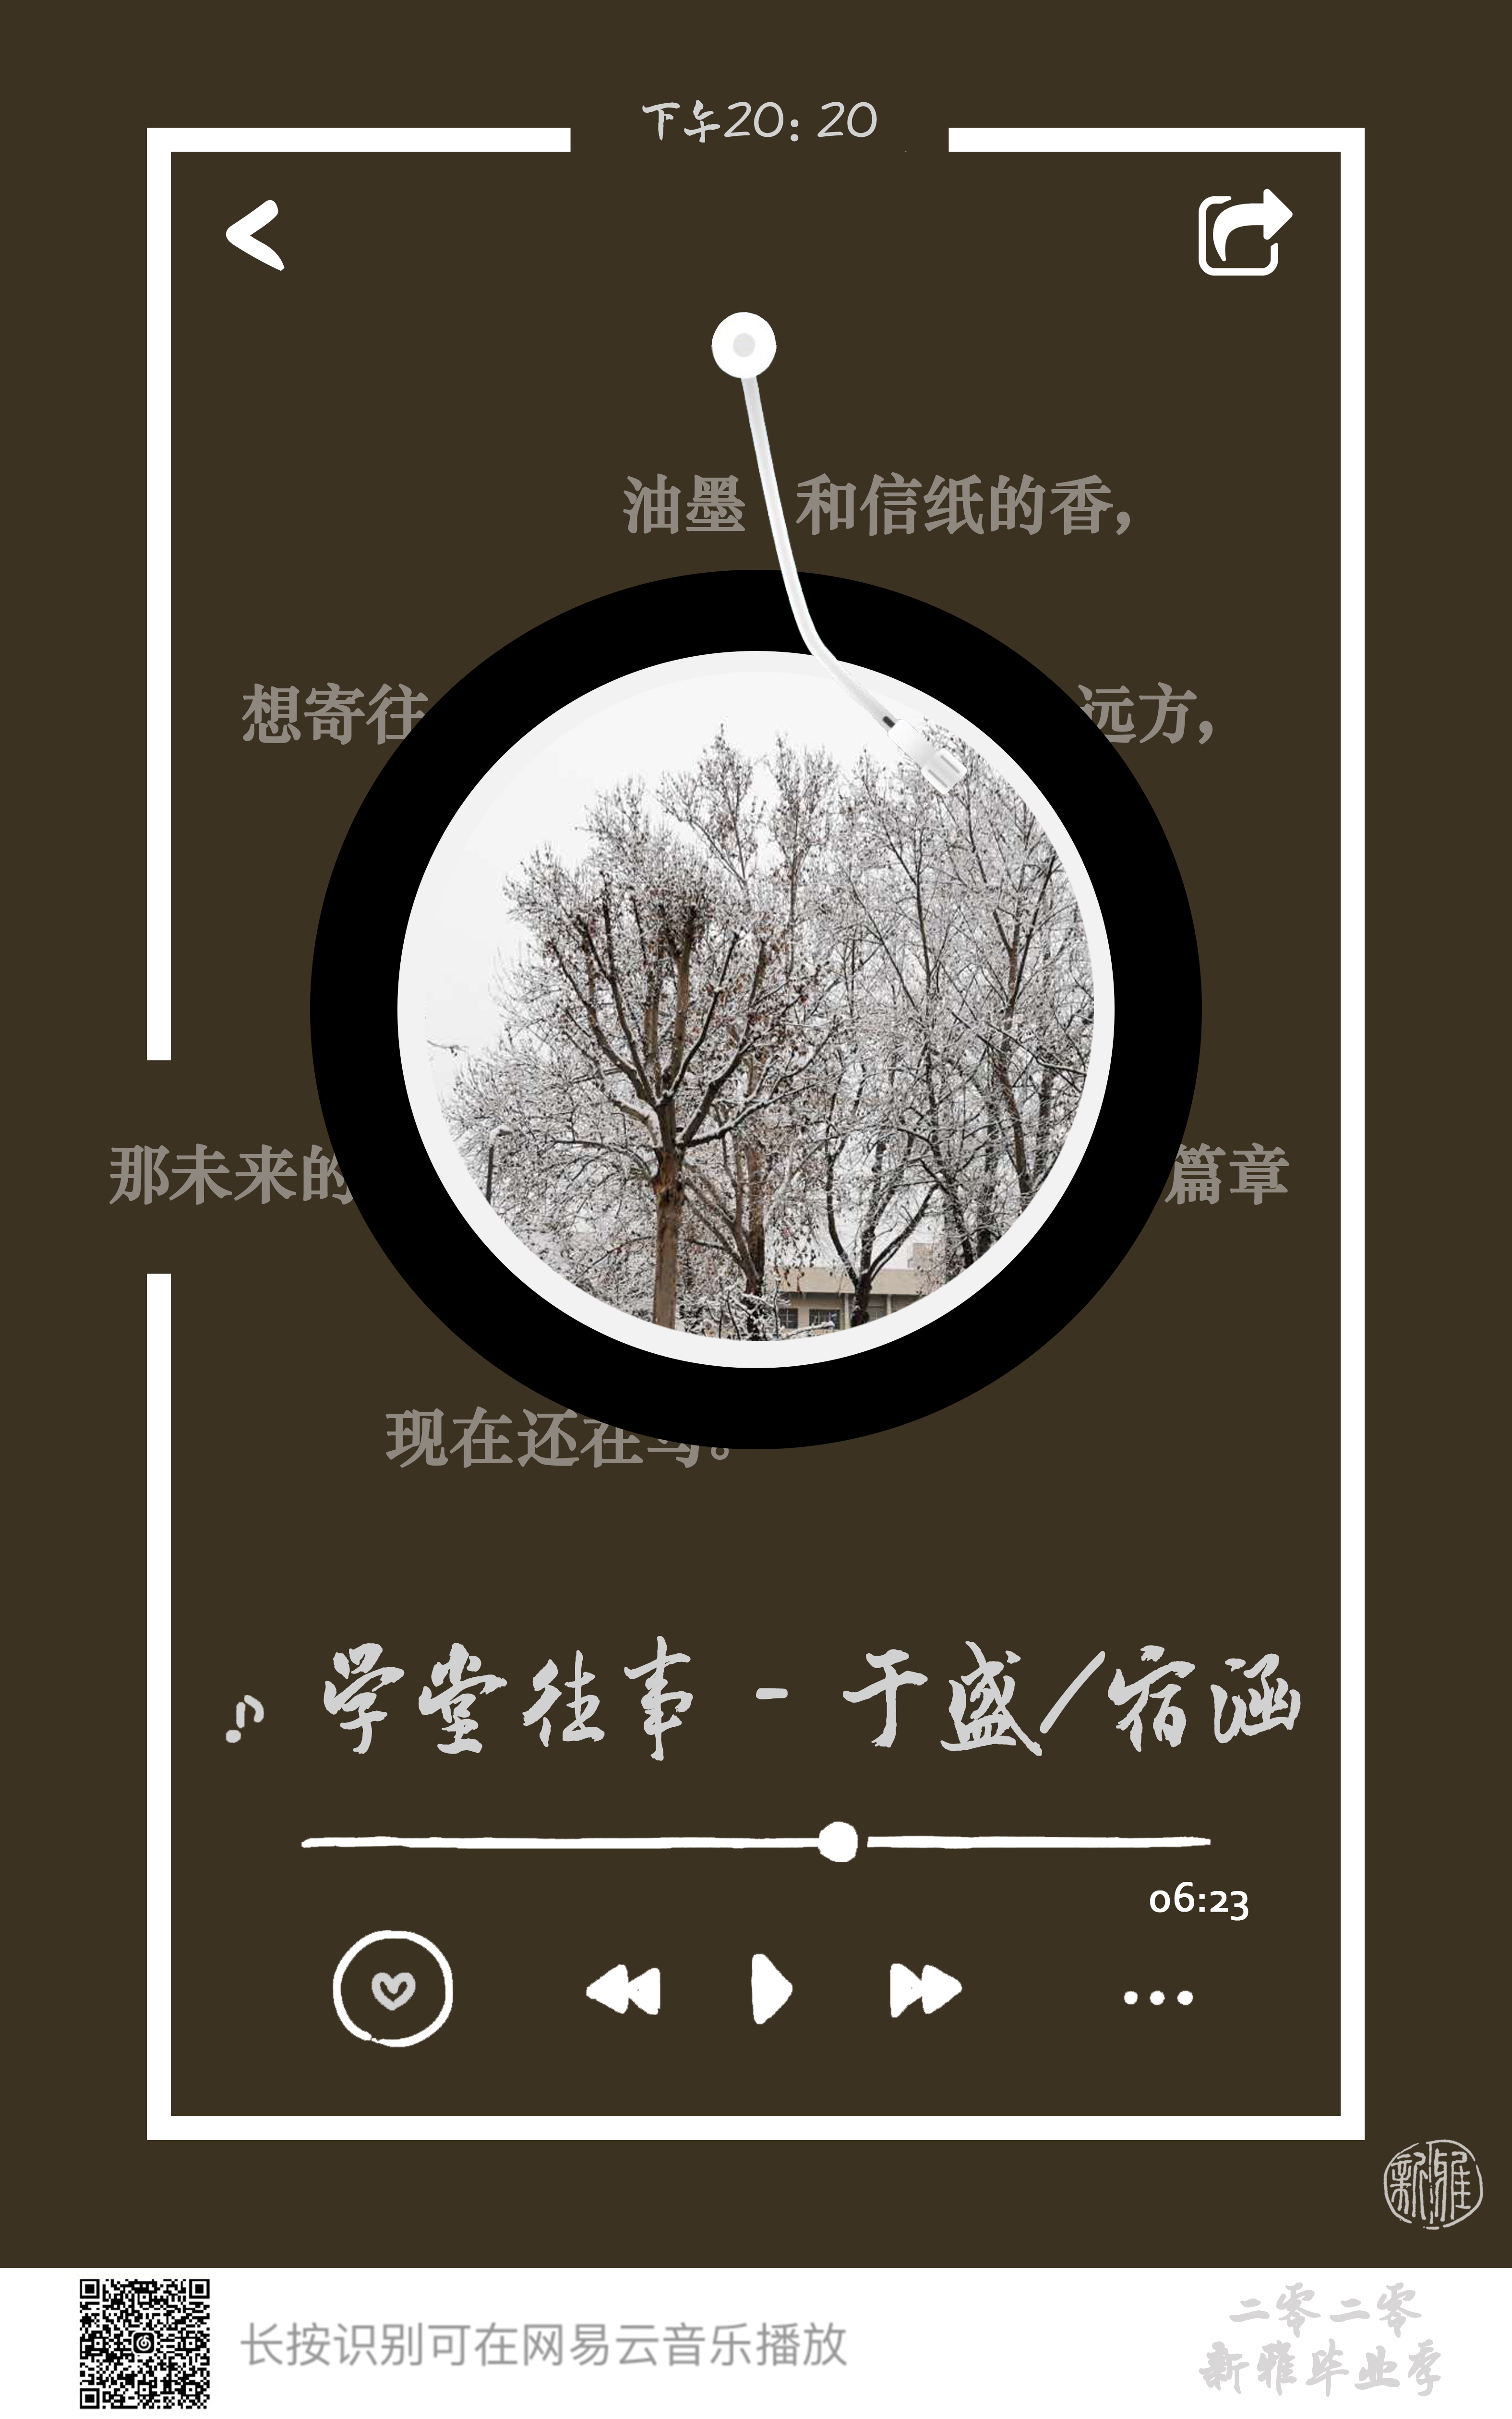 下午20：20
油墨 和信纸的香，
想寄往 远方，
那未来的 篇章
现在还在写。
学堂往事 - 于盛/宿涵
06:23
新雅
长按识别可在网易云音乐播放
二零二零
新雅毕业季